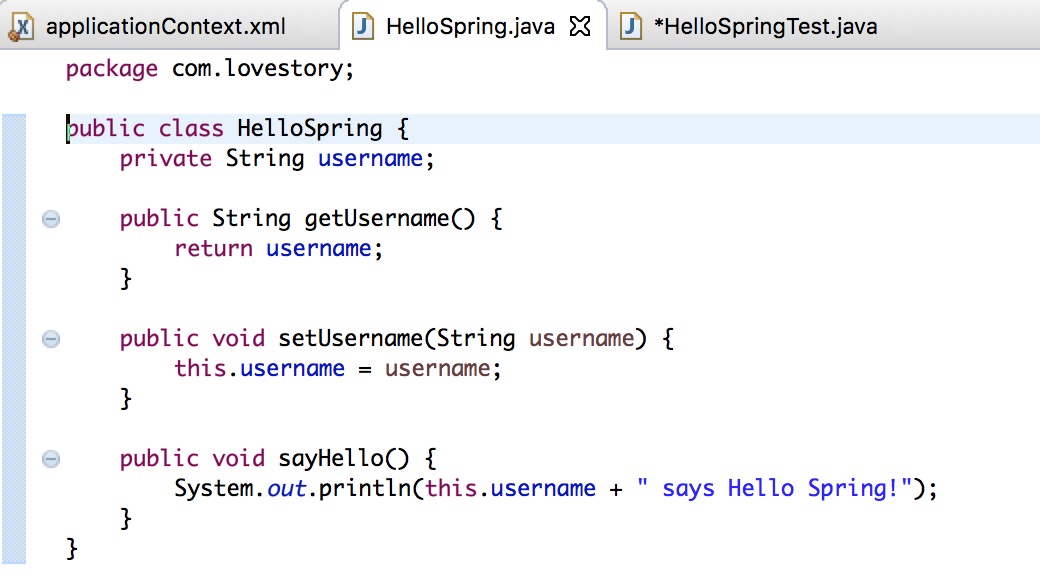 applicationContext.xml HelloSpring.java *HelloSpringTest.java
package com.lovestory;
public class HelloSpring {
    private String username;
    public String getUsername() {
        return username;
    }
    public void setUsername(String username) {
        this.username = username;
    }
    public void sayHello() {
        System.out.println(this.username + " says Hello Spring!");
    }
}